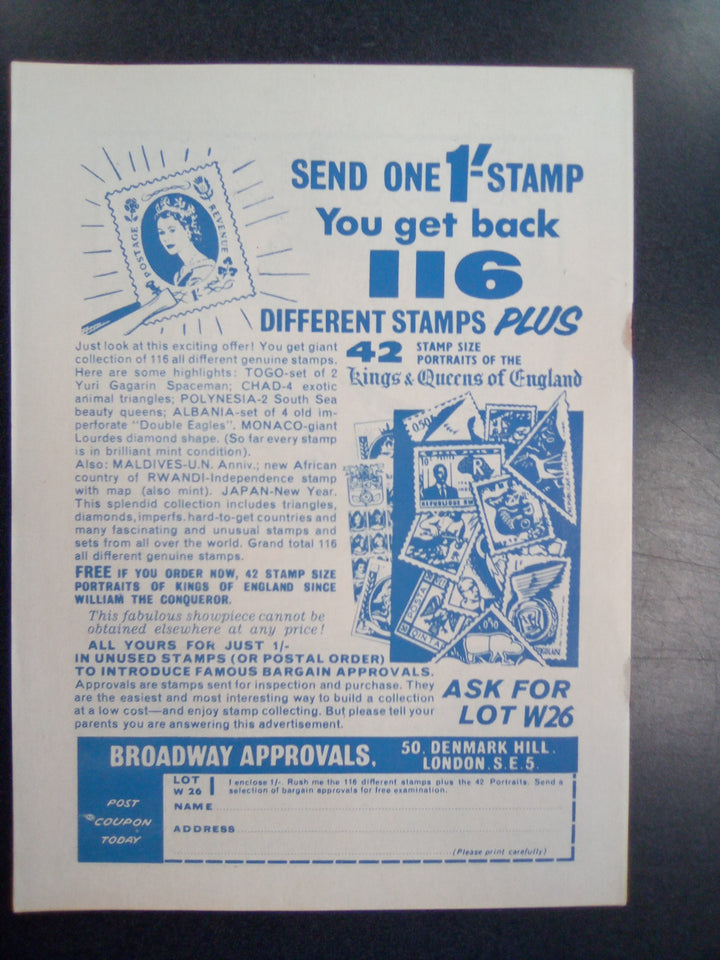 SEND ONE 1/- STAMP
You get back
116
DIFFERENT STAMPS PLUS
POSTAGE
REVENUE
1/-
42 STAMP SIZE
PORTRAITS OF THE
Kings & Queens of England
Just look at this exciting offer! You get giant
collection of 116 all different genuine stamps.
Here are some highlights: TOGO-set of 2
Yuri Gagarin Spaceman; CHAD-4 exotic
animal triangles; POLYNESIA-2 South Sea
beauty queens; ALBANIA-set of 4 old im-
perforate "Double Eagles". MONACO-giant
Lourdes diamond shape. (So far every stamp
is in brilliant mint condition).
Also: MALDIVES-U.N. Anniv.; new African
country of RWANDI-Independence stamp
with map (also mint). JAPAN-New Year.
This splendid collection includes triangles,
diamonds, imperfs. hard-to-get countries and
many fascinating and unusual stamps and
sets from all over the world. Grand total 116
all different genuine stamps.
FREE IF YOU ORDER NOW, 42 STAMP SIZE
PORTRAITS OF KINGS OF ENGLAND SINCE
WILLIAM THE CONQUEROR.
This fabulous showpiece cannot be
obtained elsewhere at any price!
ALL YOURS FOR JUST 1/-
IN UNUSED STAMPS (OR POSTAL ORDER)
TO INTRODUCE FAMOUS BARGAIN APPROVALS.
Approvals are stamps sent for inspection and purchase. They
are the easiest and most interesting way to build a collection
at a low cost—and enjoy stamp collecting. But please tell your
parents you are answering this advertisement.
0.50
10
R
POSTA
0,50
ASK FOR
LOT W26
BROADWAY APPROVALS, 50, DENMARK HILL,
LONDON, S.E.5.
POST
COUPON
TODAY
LOT
W 26
I enclose 1/-. Rush me the 116 different stamps plus the 42 Portraits. Send a
selection of bargain approvals for free examination.
NAME
ADDRESS
(Please print carefully)